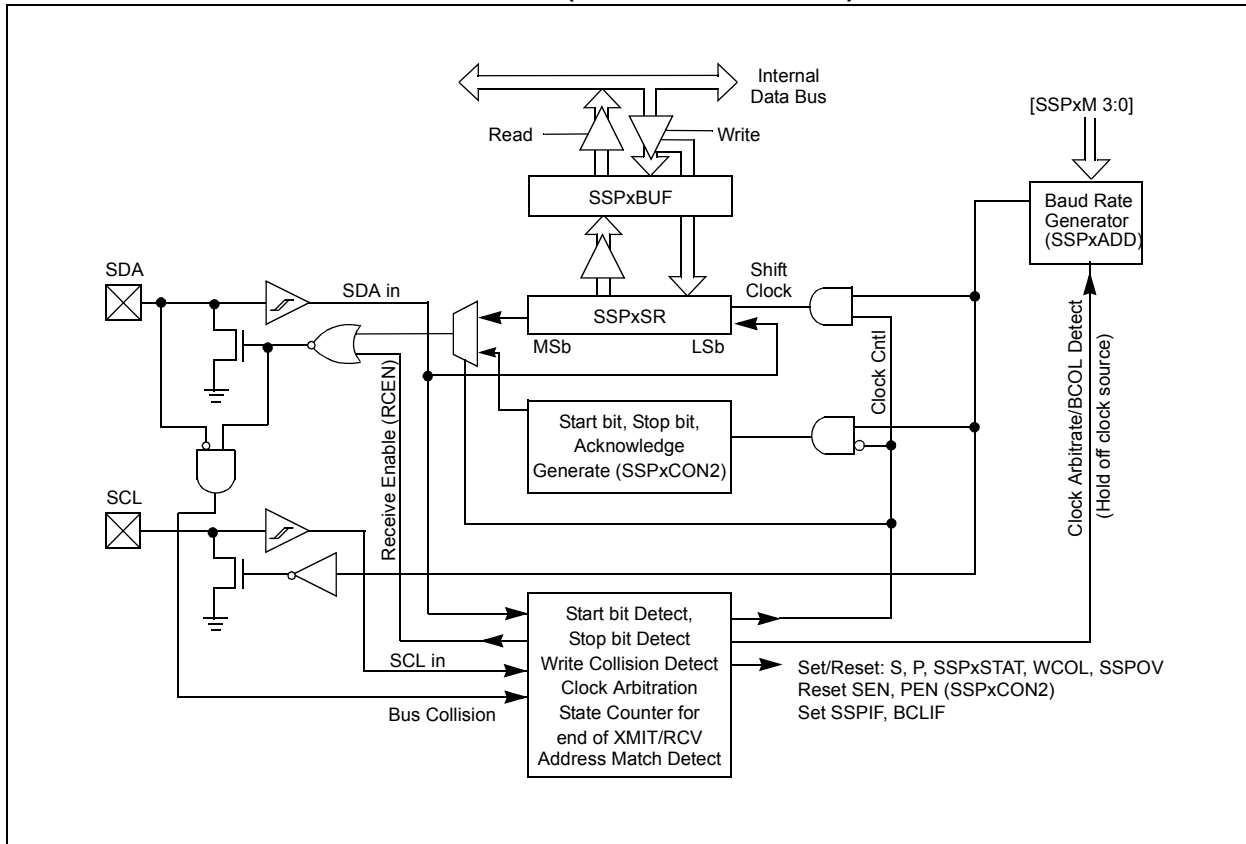 Internal
Data Bus
[SSPxM 3:0]
Read
Write
SSPxBUF
Baud Rate
Generator
(SSPxADD)
SDA
SDA in
Shift
Clock
SSPxSR
MSb
LSb
Receive Enable (RCEN)
Clock Cntl
Clock Arbitrate/BCOL Detect
(Hold off clock source)
Start bit, Stop bit,
Acknowledge
Generate (SSPxCON2)
SCL
SCL in
Bus Collision
Start bit Detect,
Stop bit Detect
Write Collision Detect
Clock Arbitration
State Counter for
end of XMIT/RCV
Address Match Detect
Set/Reset: S, P, SSPxSTAT, WCOL, SSPOV
Reset SEN, PEN (SSPxCON2)
Set SSPIF, BCLIF